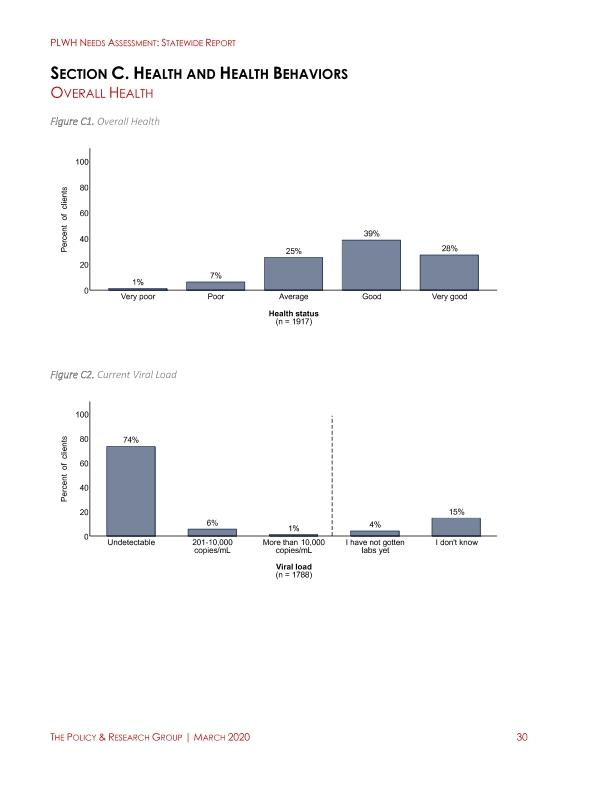 PLWH NEEDS ASSESSMENT: STATEWIDE REPORT
SECTION C. HEALTH AND HEALTH BEHAVIORS
OVERALL HEALTH
Figure C1. Overall Health
Percent of clients
100
80
60
40
20
0
1%
7%
25%
39%
28%
Very poor
Poor
Average
Good
Very good
Health status
(n = 1917)
Figure C2. Current Viral Load
Percent of clients
100
80
60
40
20
0
74%
6%
1%
4%
15%
Undetectable
201-10,000
copies/mL
More than 10,000
copies/mL
I have not gotten
labs yet
I don't know
Viral load
(n = 1788)
THE POLICY & RESEARCH GROUP | MARCH 2020
30